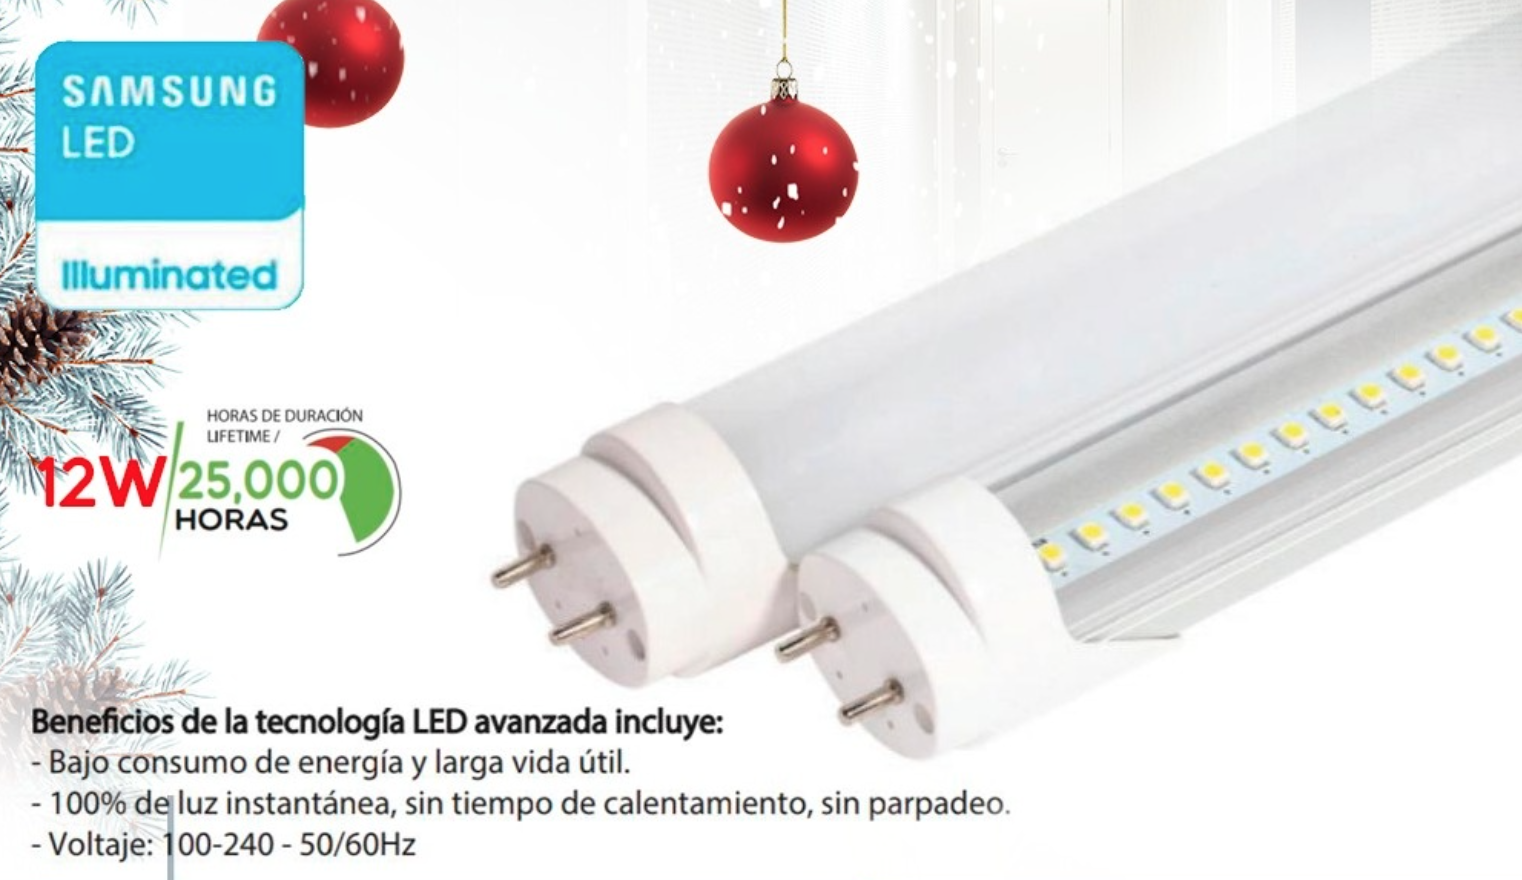 SAMSUNG
LED
Illuminated
HORAS DE DURACIÓN
LIFETIME /
12W/25,000
HORAS
Beneficios de la tecnología LED avanzada incluye:
- Bajo consumo de energía y larga vida útil.
- 100% de luz instantánea, sin tiempo de calentamiento, sin parpadeo.
- Voltaje: 100-240 - 50/60Hz